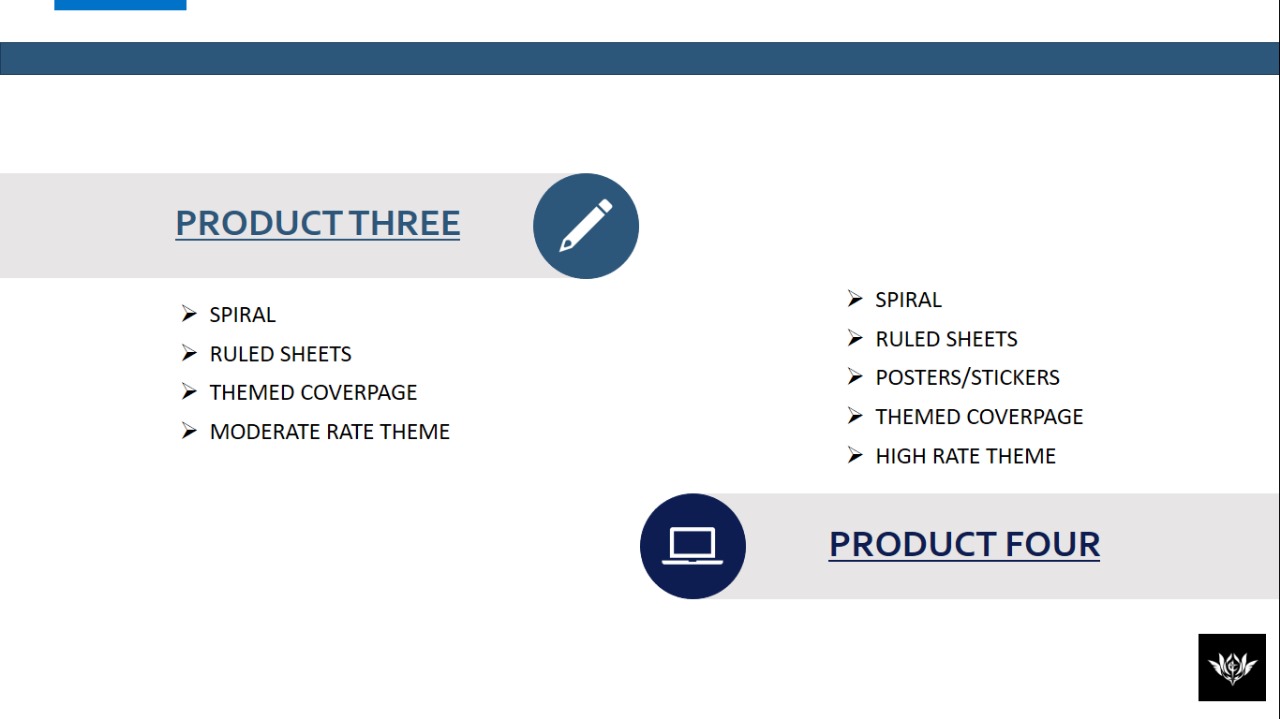 PRODUCT THREE
SPIRAL
RULED SHEETS
THEMED COVERPAGE
MODERATE RATE THEME
SPIRAL
RULED SHEETS
POSTERS/STICKERS
THEMED COVERPAGE
HIGH RATE THEME
PRODUCT FOUR